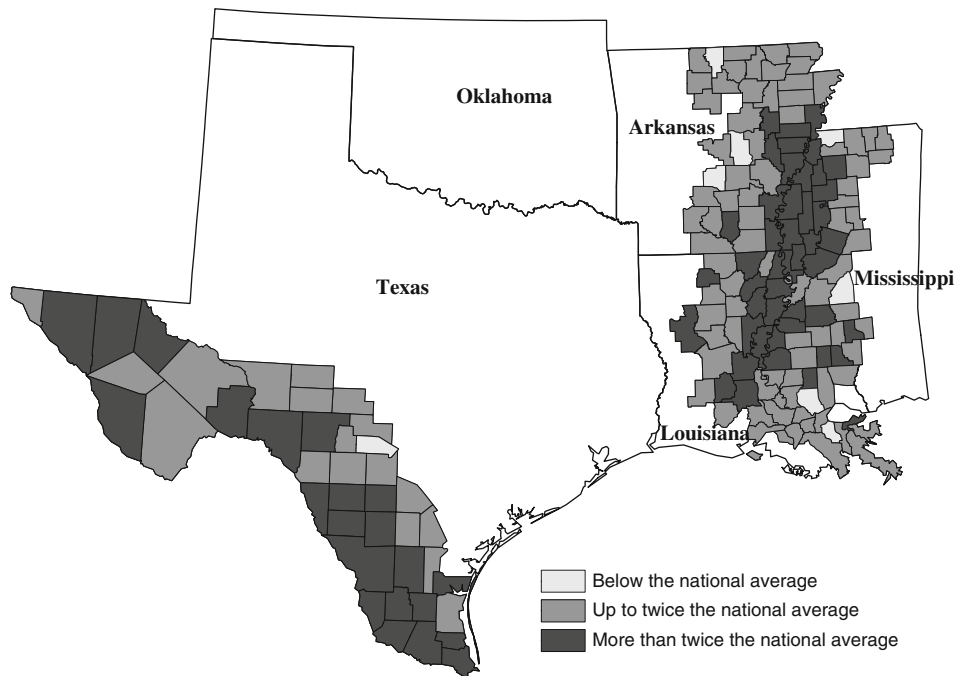 Oklahoma
Arkansas
Texas
Mississippi
Louisiana
Below the national average
Up to twice the national average
More than twice the national average